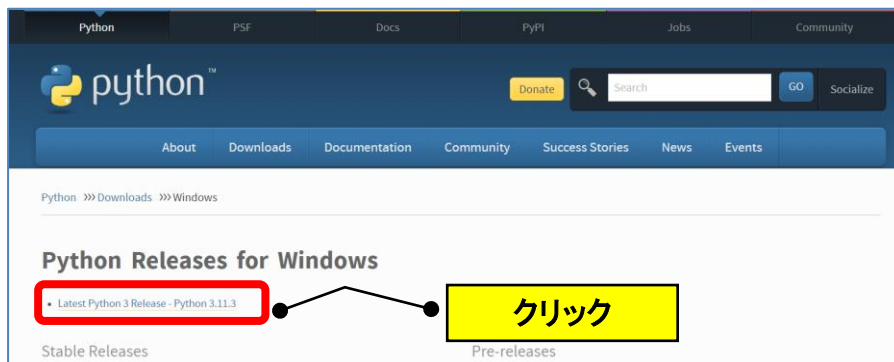 Python PSF Docs PyPI Jobs Community
python™ Donate Search GO Socialize
About Downloads Documentation Community Success Stories News Events
Python >>> Downloads >>> Windows
Python Releases for Windows
• Latest Python 3 Release - Python 3.11.3
クリック
Stable Releases Pre-releases